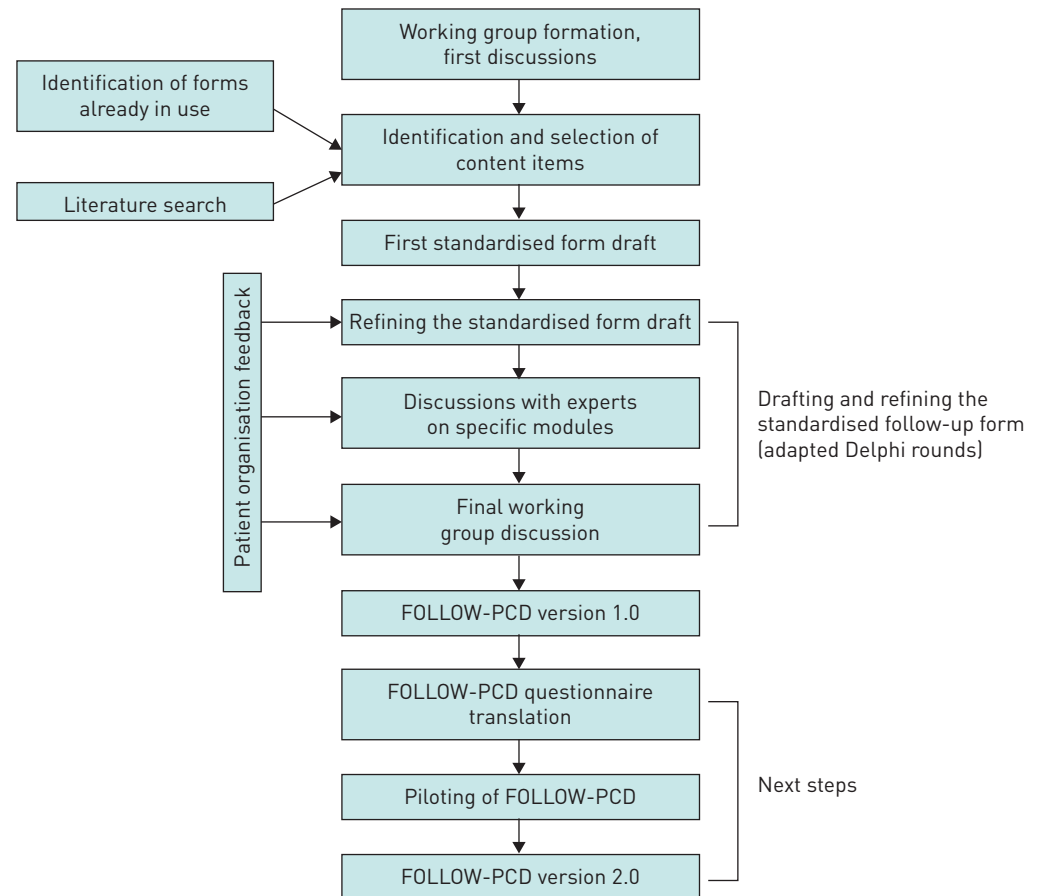 Working group formation,
first discussions
Identification of forms
already in use
Identification and selection of
content items
Literature search
First standardised form draft
Patient organisation feedback
Refining the standardised form draft
Discussions with experts
on specific modules
Final working
group discussion
Drafting and refining the
standardised follow-up form
(adapted Delphi rounds)
FOLLOW-PCD version 1.0
FOLLOW-PCD questionnaire
translation
Piloting of FOLLOW-PCD
FOLLOW-PCD version 2.0
Next steps